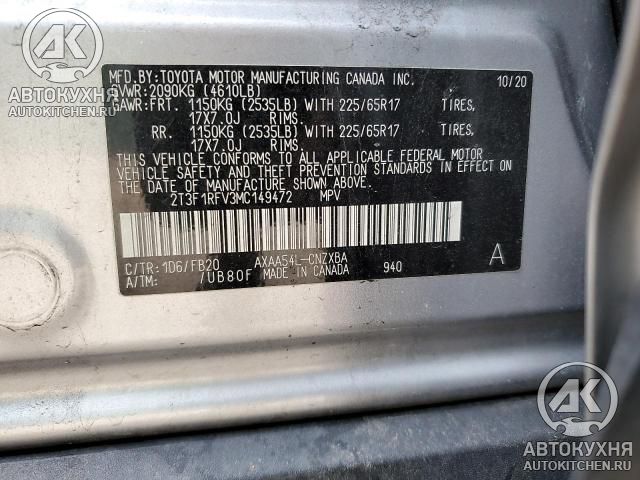 MFD.BY:TOYOTA MOTOR MANUFACTURING CANADA INC. 10/20
GVWR:2090KG (4610LB)
GAWR:FRT. 1150KG (2535LB) WITH 225/65R17 TIRES,
17X7.0J RIMS.
RR. 1150KG (2535LB) WITH 225/65R17 TIRES,
17X7.0J RIMS.
THIS VEHICLE CONFORMS TO ALL APPLICABLE FEDERAL MOTOR
VEHICLE SAFETY AND THEFT PREVENTION STANDARDS IN EFFECT ON
THE DATE OF MANUFACTURE SHOWN ABOVE.
2T3F1RFV3MC149472 MPV
C/TR:1D6/FB20 AXAA54L-CNZXBA 940 A
A/TM: /UB80F MADE IN CANADA
АК
АВТОКУХНЯ
AUTOKITCHEN.RU
АК
АВТОКУХНЯ
AUTOKITCHEN.RU